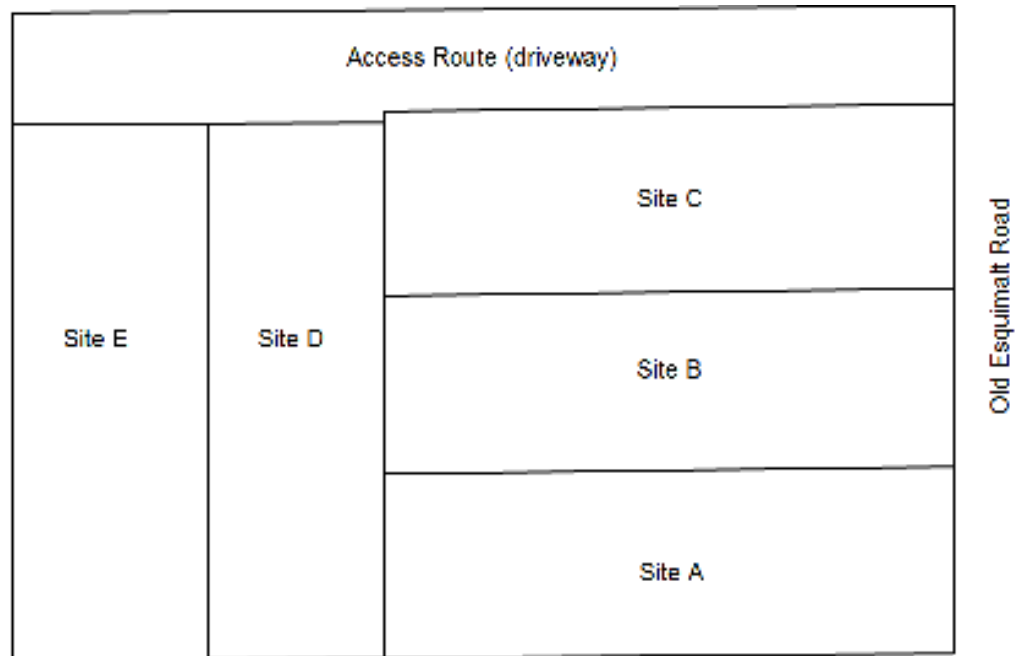 Access Route (driveway)
Site C
Site E
Site D
Site B
Site A
Old Esquimalt Road